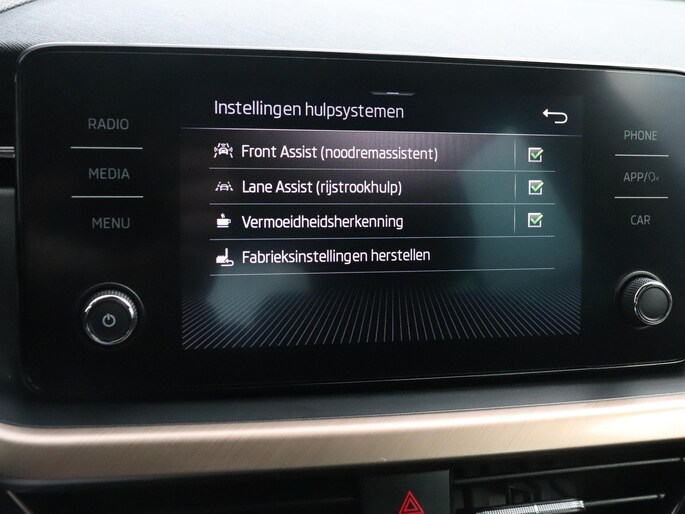 Instellingen hulpsystemen
RADIO
MEDIA
MENU
Front Assist (noodremassistent)
Lane Assist (rijstrookhulp)
Vermoeidheidsherkenning
Fabrieksinstellingen herstellen
PHONE
APP/
CAR